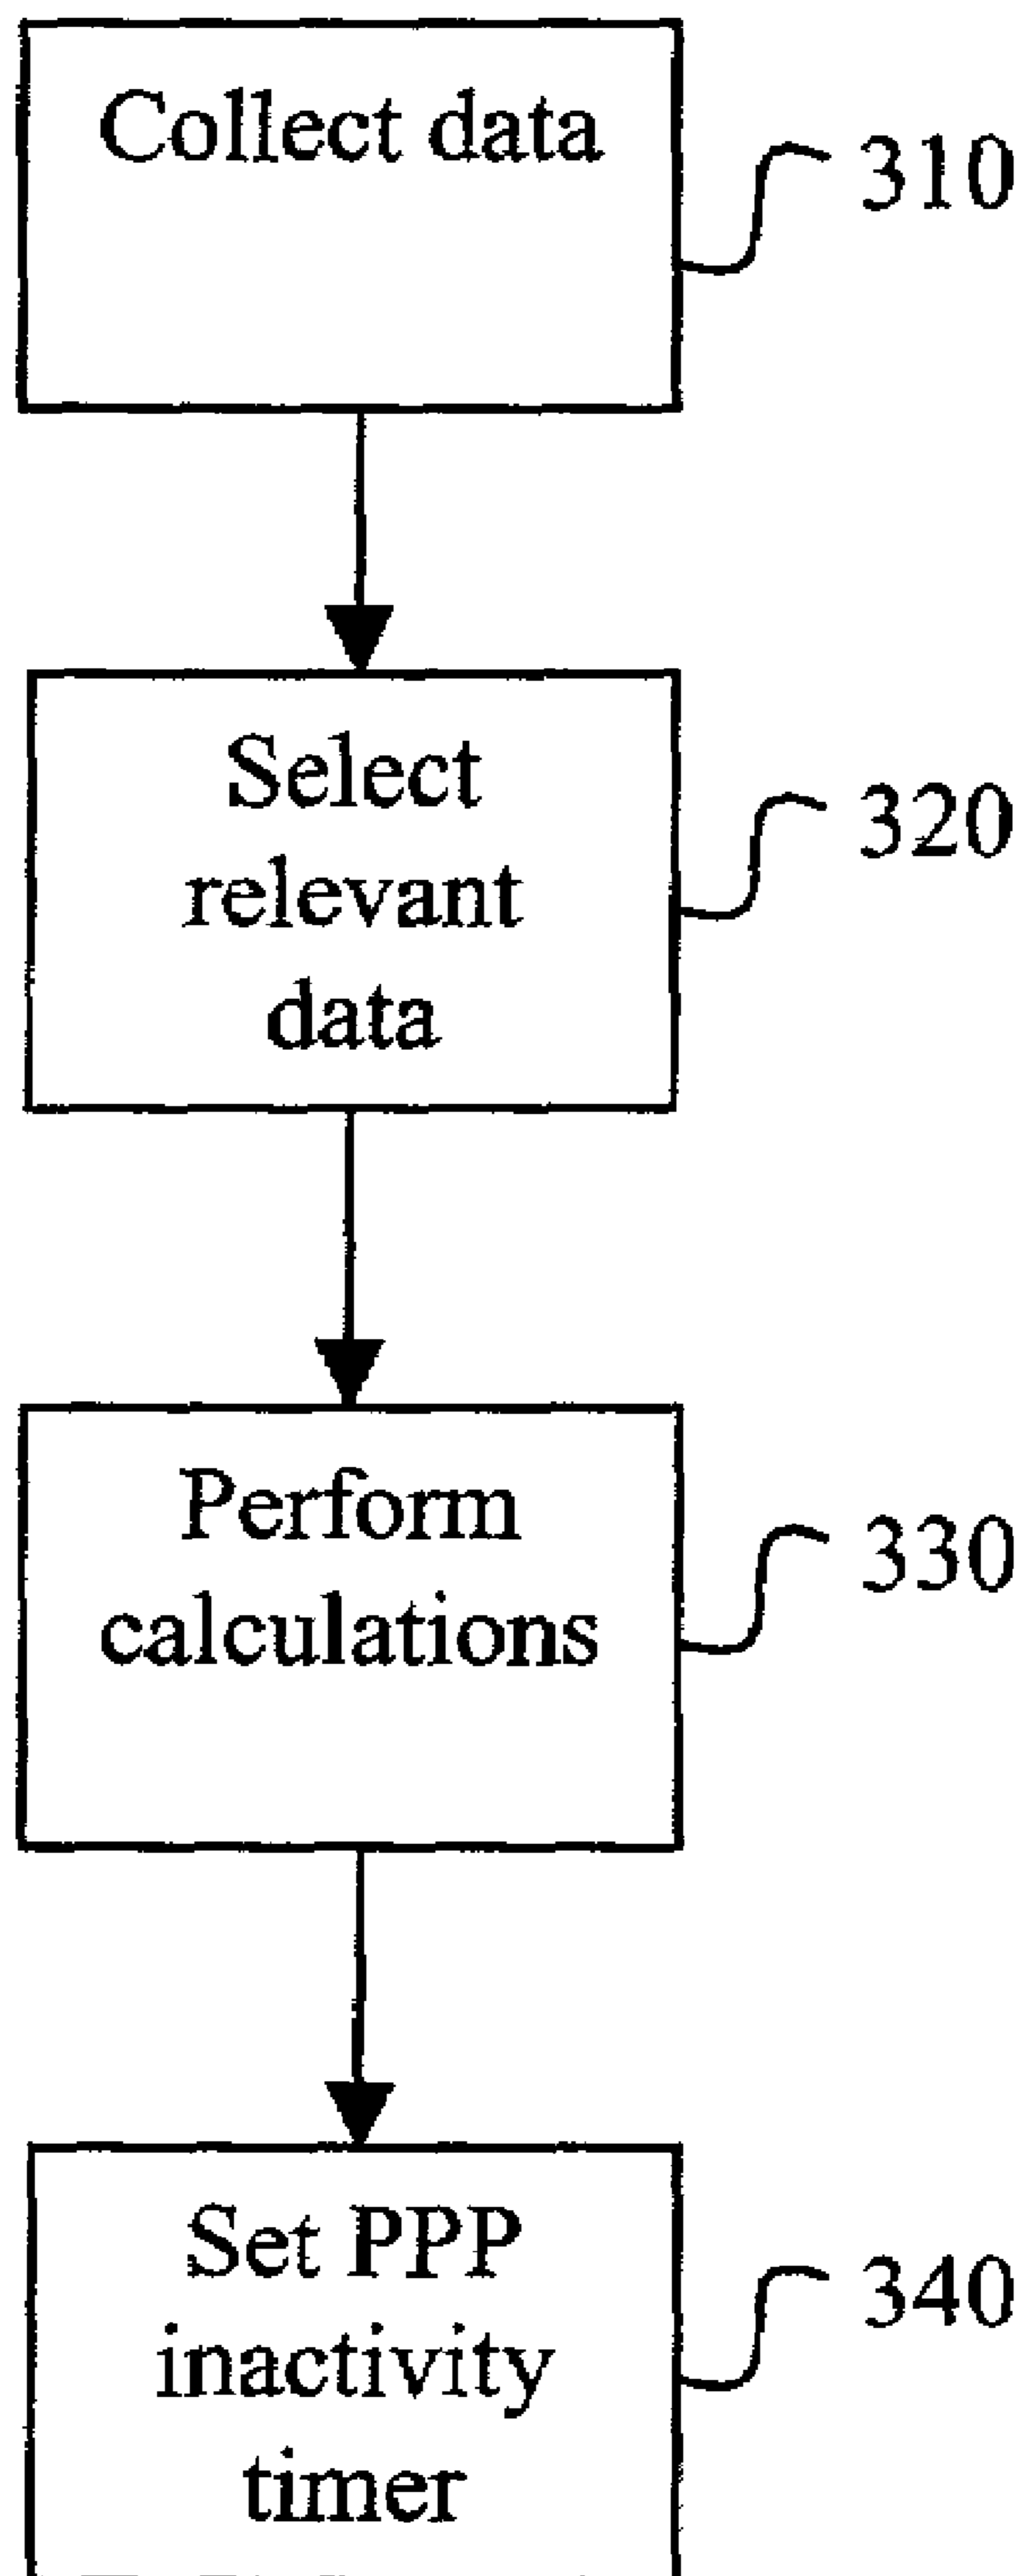 Collect data
310
Select
relevant
data
320
Perform
calculations
330
Set PPP
inactivity
timer
340